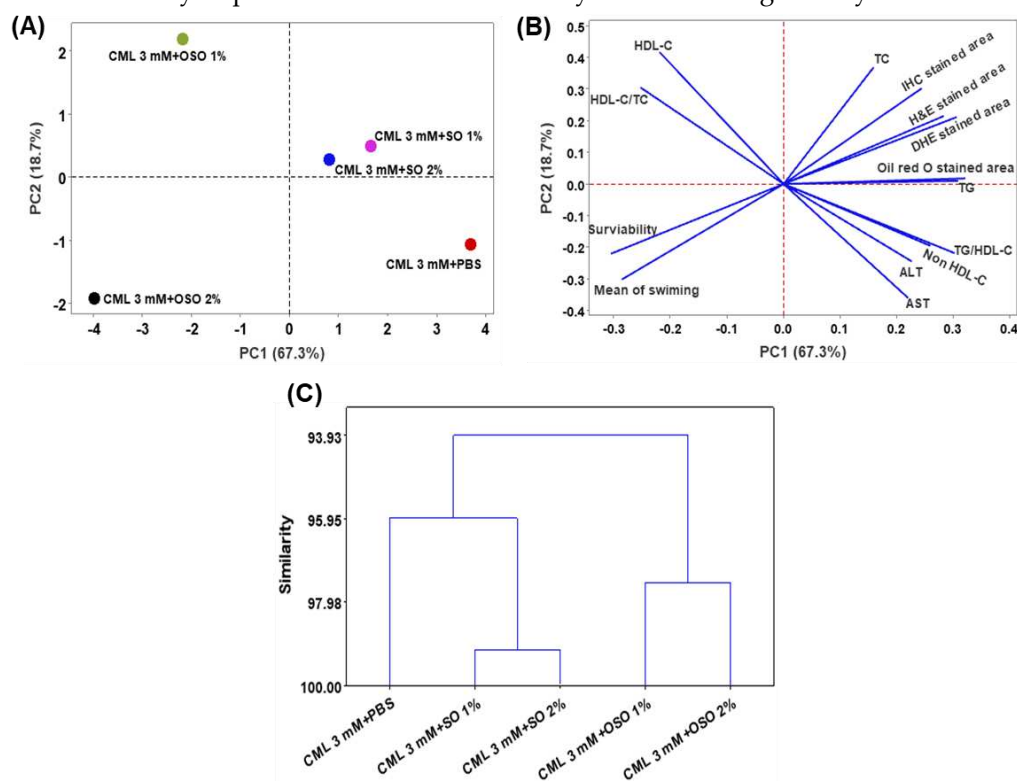 (A)
CML 3 mM+OSO 1%
CML 3 mM+SO 1%
CML 3 mM+SO 2%
CML 3 mM+PBS
CML 3 mM+OSO 2%
PC2 (18.7%)
2
1
0
-1
-2
-4
-3
-2
-1
0
1
2
3
4
PC1 (67.3%)
(B)
HDL-C
HDL-C/TC
TC
IHC stained area
H&E stained area
DHE stained area
Oil red O stained area
TG
Surviability
Mean of swiming
TG/HDL-C
Non HDL-C
ALT
AST
PC2 (18.7%)
0.5
0.4
0.3
0.2
0.1
0.0
-0.1
-0.2
-0.3
-0.4
-0.3
-0.2
-0.1
0.0
0.1
0.2
0.3
0.4
PC1 (67.3%)
(C)
Similarity
93.93
95.95
97.98
100.00
CML 3 mM+PBS
CML 3 mM+SO 1%
CML 3 mM+SO 2%
CML 3 mM+OSO 1%
CML 3 mM+OSO 2%